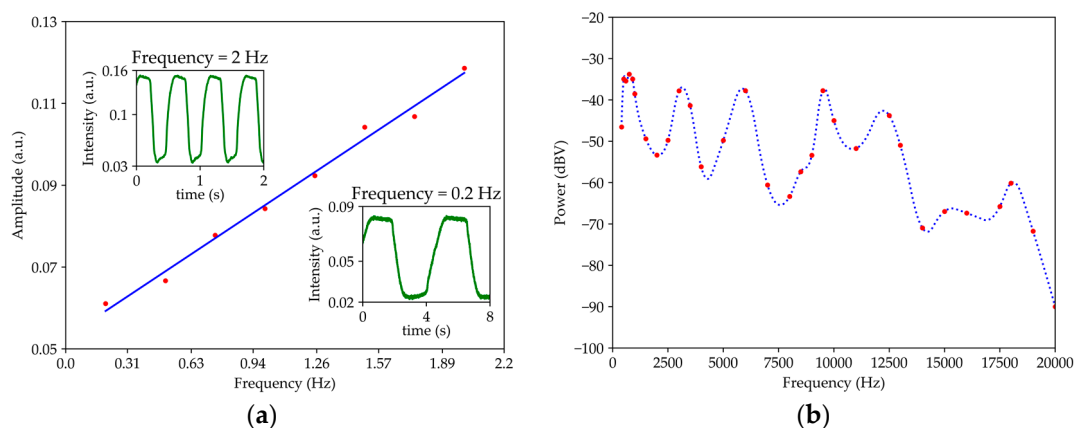 0.13
0.11
0.09
0.07
0.05
Amplitude (a.u.)
0.0 0.31 0.63 0.94 1.26 1.57 1.89 2.2
Frequency (Hz)
Frequency = 2 Hz
0.16
0.1
0.03
Intensity (a.u.)
0 1 2
time (s)
Frequency = 0.2 Hz
0.09
0.05
0.02
Intensity (a.u.)
0 4 8
time (s)
(a)
−20
−30
−40
−50
−60
−70
−80
−90
−100
Power (dBV)
0 2500 5000 7500 10000 12500 15000 17500 20000
Frequency (Hz)
(b)